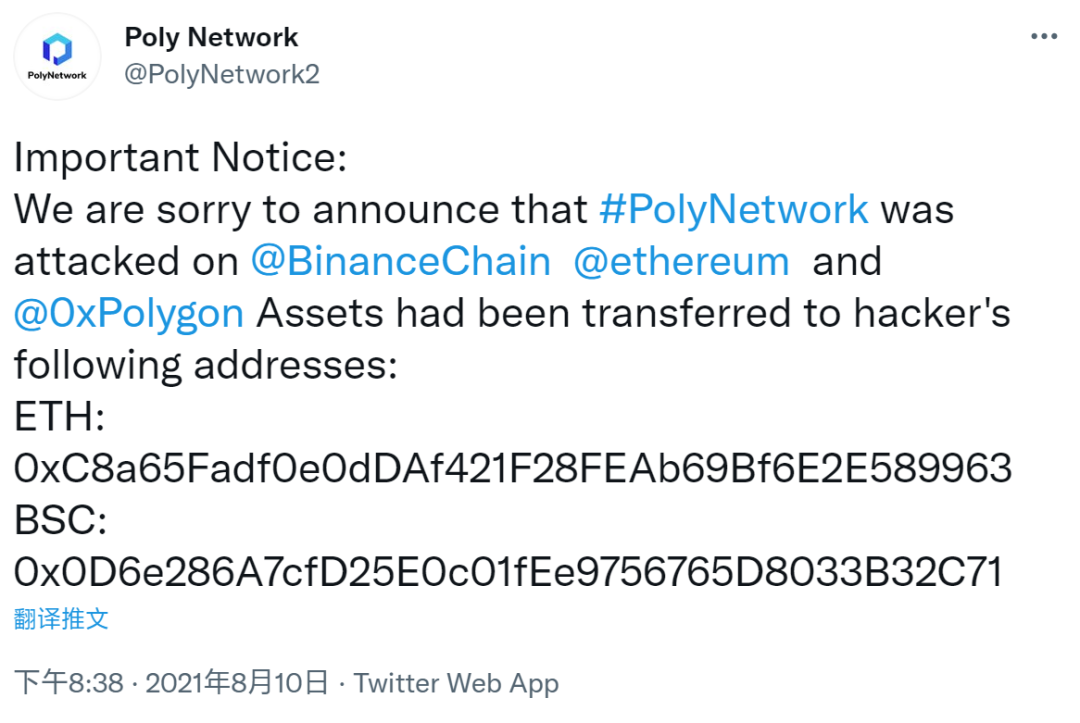 Poly Network
PolyNetwork
@PolyNetwork2
Important Notice:
We are sorry to announce that #PolyNetwork was
attacked on @BinanceChain @ethereum and
@0xPolygon Assets had been transferred to hacker's
following addresses:
ETH:
0xC8a65Fadf0e0dDAf421F28FEAb69Bf6E2E589963
BSC:
0x0D6e286A7cfD25E0c01fEe9756765D8033B32C71
翻译推文
下午8:38 · 2021年8月10日 · Twitter Web App